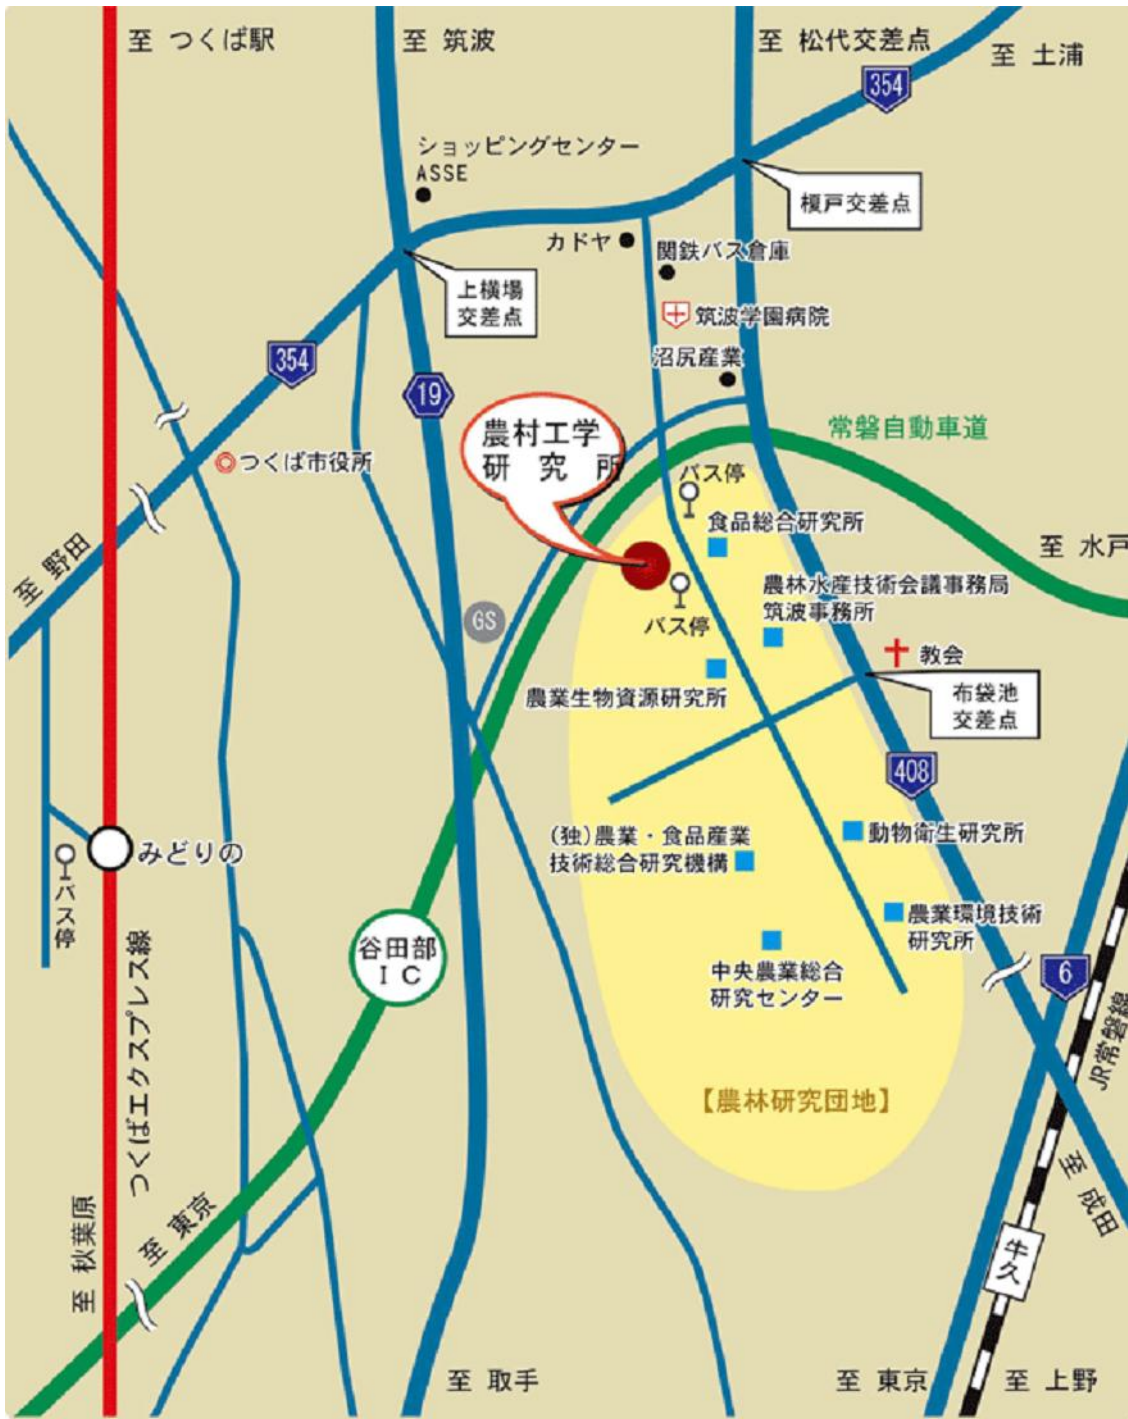 至 つくば駅
至 筑波
至 松代交差点
至 土浦
354
ショッピングセンター
ASSE
榎戸交差点
カドヤ
関鉄バス倉庫
上横場
交差点
筑波学園病院
354
沼尻産業
19
農村工学
研究所
常磐自動車道
つくば市役所
バス停
食品総合研究所
至 水戸
至 野田
農林水産技術会議事務局
筑波事務所
バス停
GS
教会
農業生物資源研究所
布袋池
交差点
408
(独)農業・食品産業
技術総合研究機構
動物衛生研究所
みどりの
バス停
農業環境技術
研究所
谷田部
IC
中央農業総合
研究センター
6
つくばエクスプレス線
JR常磐線
【農林研究団地】
至 成田
至 東京
至 秋葉原
牛久
至 取手
至 東京
至 上野